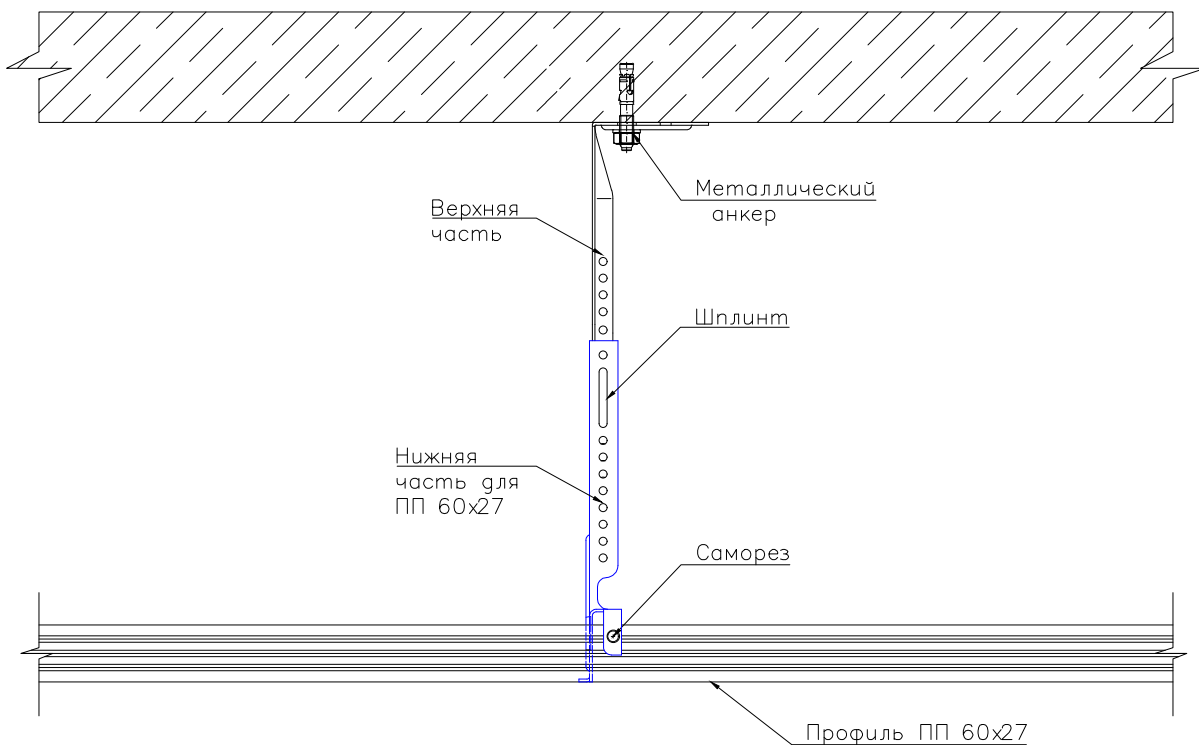 Металлический
анкер
Верхняя
часть
Шплинт
Нижняя
часть для
ПП 60х27
Саморез
Профиль ПП 60х27